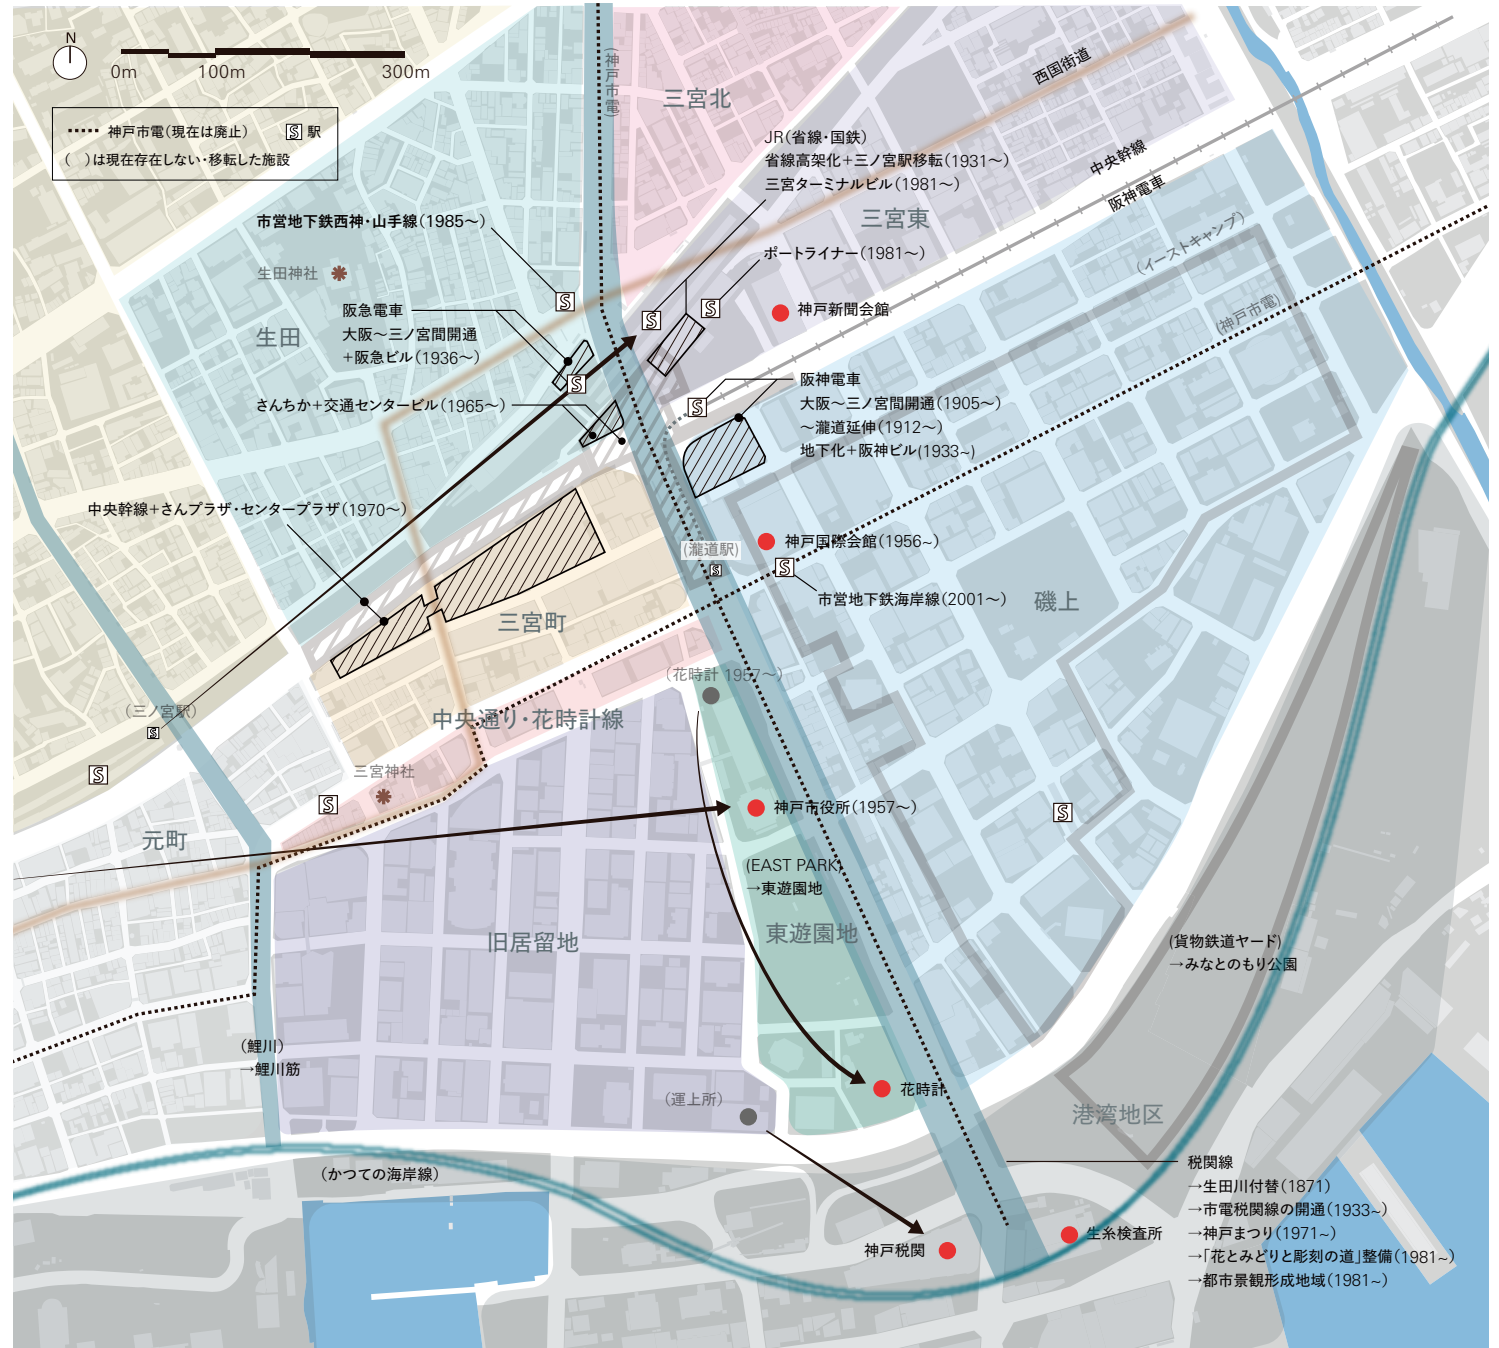 N
0m 100m 300m
神戸市電(現在は廃止) S 駅
( )は現在存在しない・移転した施設
(神戸市電)
三宮北
西国街道
JR(省線・国鉄)
省線高架化+三ノ宮駅移転(1931〜)
三宮ターミナルビル(1981〜)
中央幹線
阪神電車
三宮東
市営地下鉄西神・山手線(1985〜)
ポートライナー(1981〜)
(イーストキャンプ)
生田神社
S
S
S
神戸新聞会館
(神戸市電)
阪急電車
大阪〜三ノ宮間開通
+阪急ビル(1936〜)
生田
S
阪神電車
大阪〜三ノ宮間開通(1905〜)
〜瀧道延伸(1912〜)
地下化+阪神ビル(1933~)
S
さんちか+交通センタービル(1965〜)
中央幹線+さんプラザ・センタープラザ(1970〜)
(瀧道駅)
S
神戸国際会館(1956~)
S
市営地下鉄海岸線(2001〜)
磯上
三宮町
(花時計 1957〜)
(三ノ宮駅)
S
S
中央通り・花時計線
三宮神社
S
元町
神戸市役所(1957〜)
S
(EAST PARK)
→東遊園地
東遊園地
旧居留地
(貨物鉄道ヤード)
→みなとのもり公園
(鯉川)
→鯉川筋
(運上所)
花時計
港湾地区
(かつての海岸線)
税関線
→生田川付替(1871)
→市電税関線の開通(1933~)
→神戸まつり(1971~)
→「花とみどりと彫刻の道」整備(1981~)
→都市景観形成地域(1981~)
生糸検査所
神戸税関